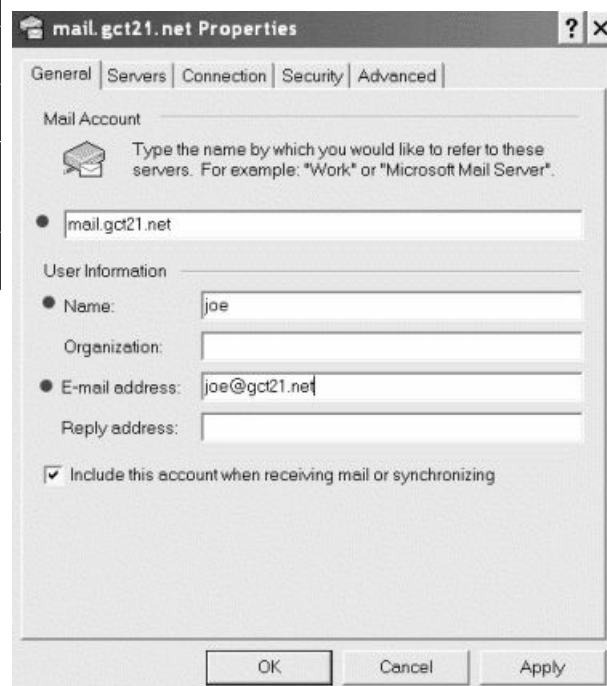 mail.gct21.net Properties
? ×
General Servers Connection Security Advanced
Mail Account
Type the name by which you would like to refer to these
servers. For example: "Work" or "Microsoft Mail Server".
mail.gct21.net
User Information
Name: joe
Organization:
E-mail address: joe@gct21.net
Reply address:
Include this account when receiving mail or synchronizing
OK Cancel Apply